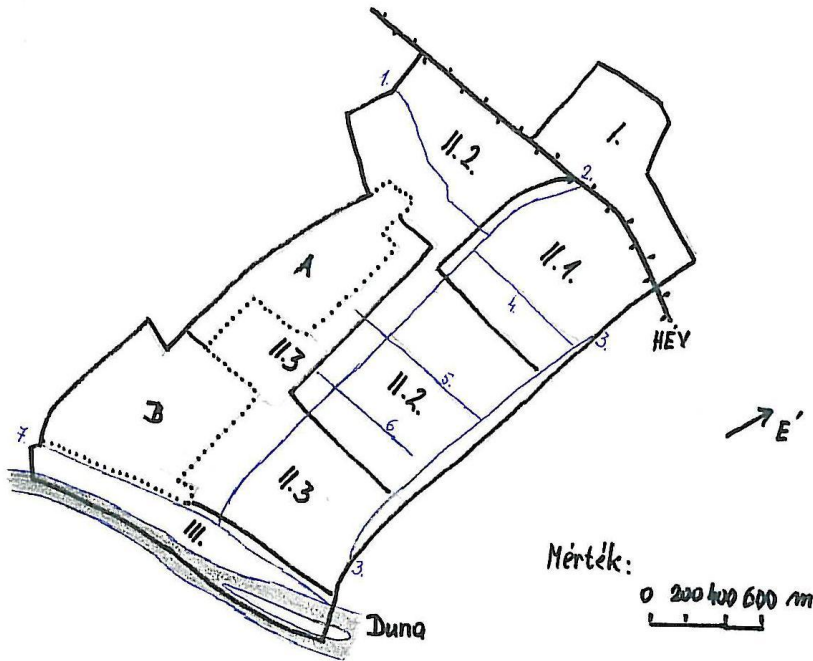 1.
I.
II.2
2.
A
II.1.
4.
3.
HÉV
II.3
5.
II.2
B
6
É
7.
II.3
III.
3.
Mérték:
0 200 400 600 m
Duna